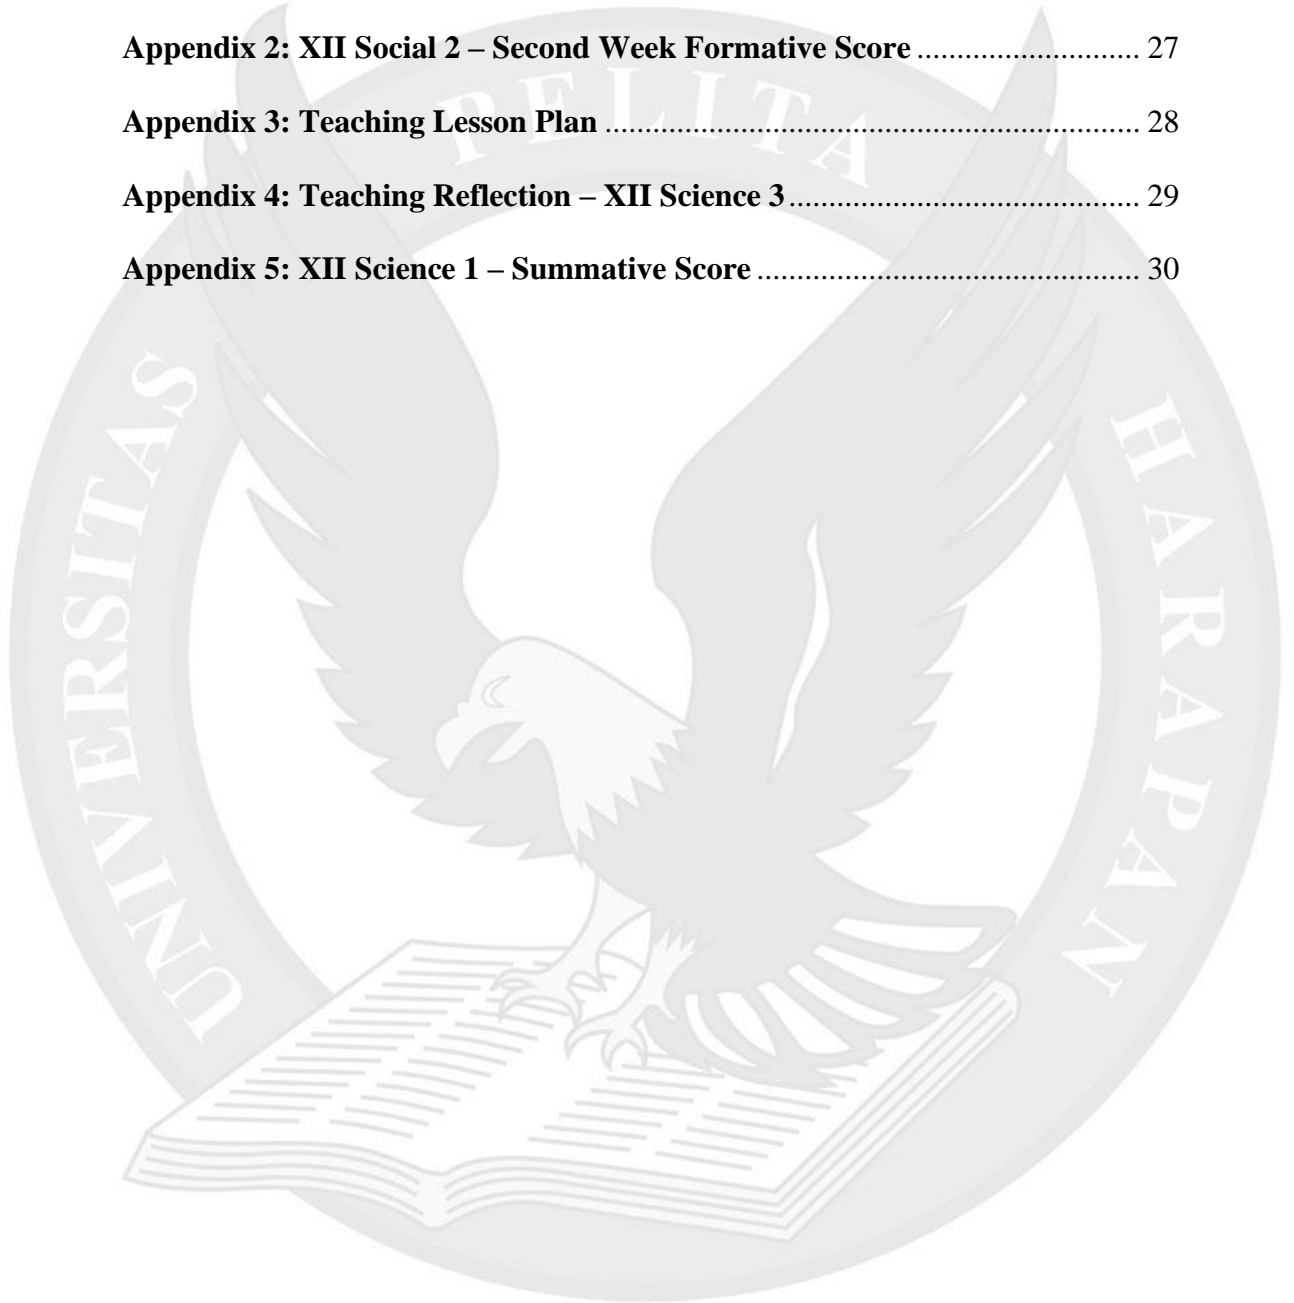 Appendix 2: XII Social 2 – Second Week Formative Score ............................ 27
Appendix 3: Teaching Lesson Plan ................................................................... 28
Appendix 4: Teaching Reflection – XII Science 3 ............................................ 29
Appendix 5: XII Science 1 – Summative Score ................................................ 30
UNIVERSITAS PELITA HARAPAN